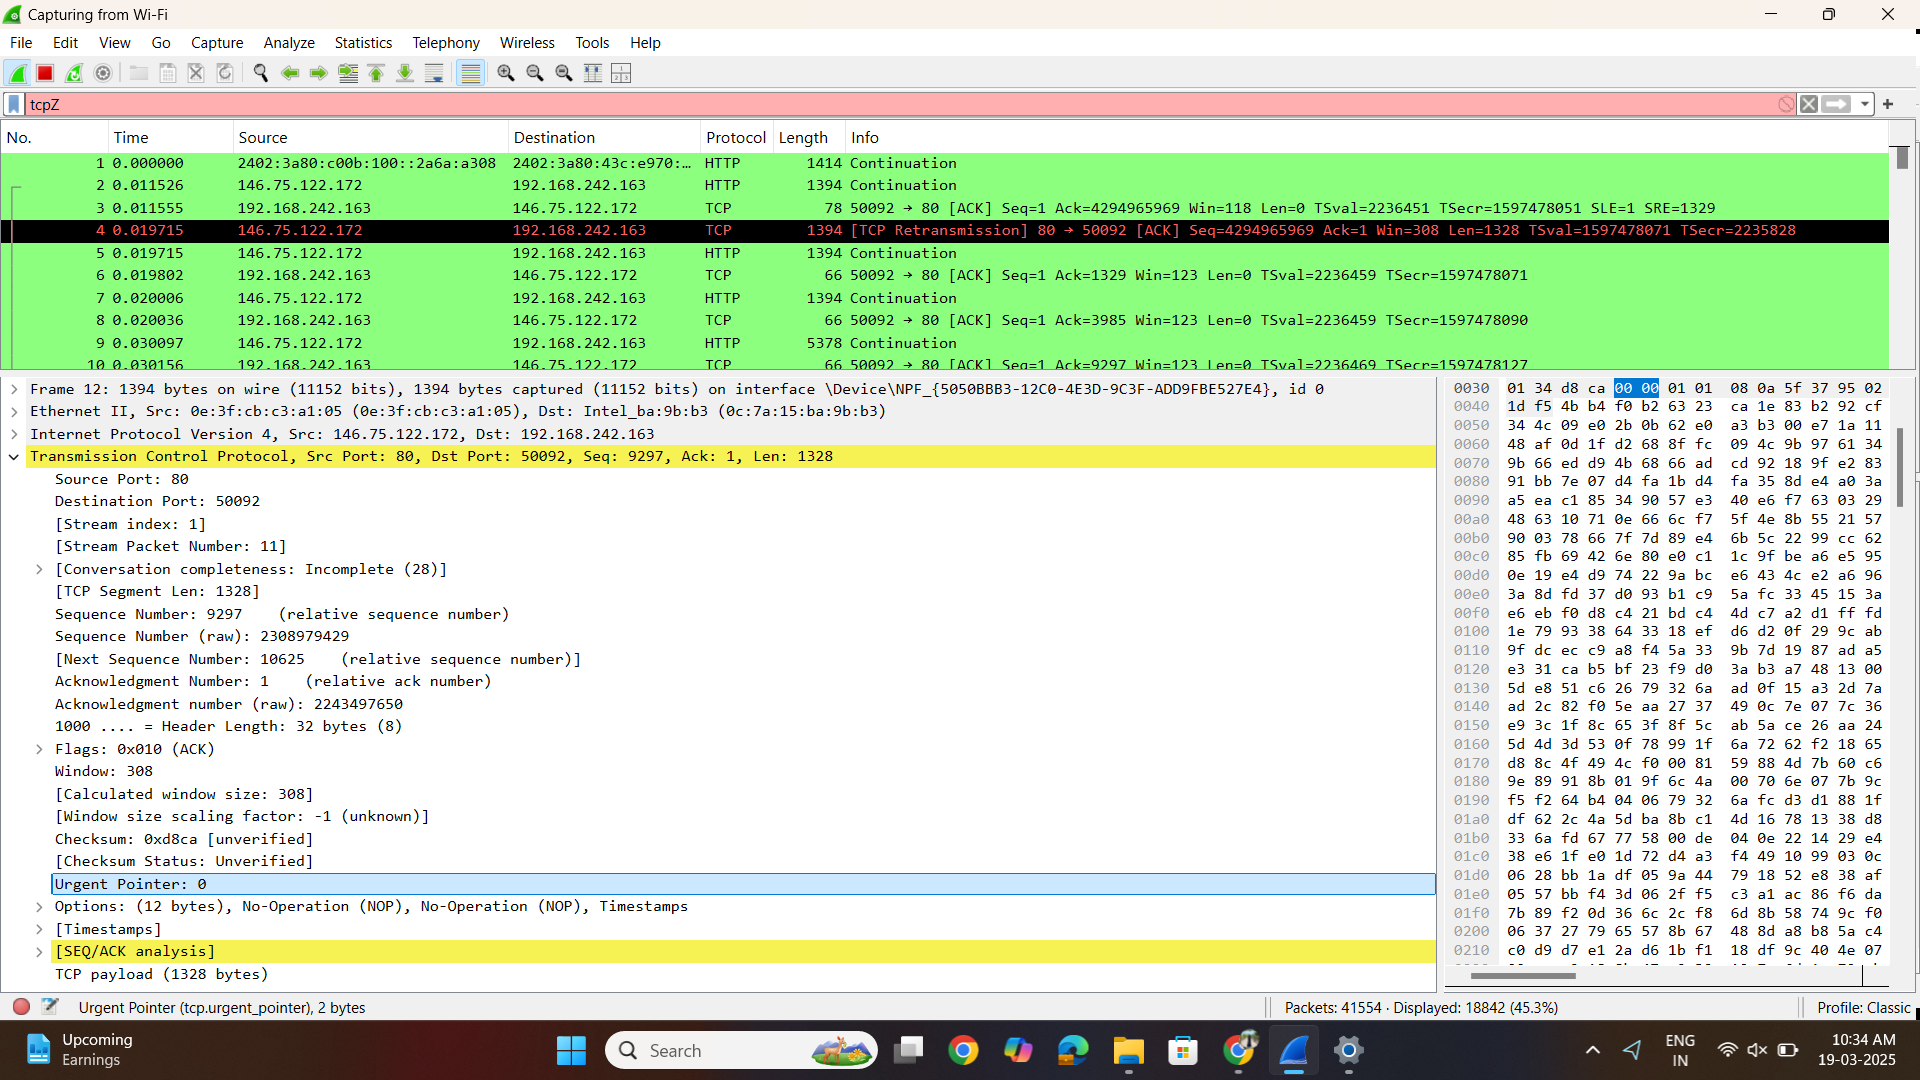 Capturing from Wi-Fi
File Edit View Go Capture Analyze Statistics Telephony Wireless Tools Help
tcpZ
No. Time Source Destination Protocol Length Info
1 0.000000 2402:3a80:c00b:100::2a6a:a308 2402:3a80:43c:e970:… HTTP 1414 Continuation
2 0.011526 146.75.122.172 192.168.242.163 HTTP 1394 Continuation
3 0.011555 192.168.242.163 146.75.122.172 TCP 78 50092 → 80 [ACK] Seq=1 Ack=4294965969 Win=118 Len=0 TSval=2236451 TSecr=1597478051 SLE=1 SRE=1329
4 0.019715 146.75.122.172 192.168.242.163 TCP 1394 [TCP Retransmission] 80 → 50092 [ACK] Seq=4294965969 Ack=1 Win=308 Len=1328 TSval=1597478071 TSecr=2235828
5 0.019715 146.75.122.172 192.168.242.163 HTTP 1394 Continuation
6 0.019802 192.168.242.163 146.75.122.172 TCP 66 50092 → 80 [ACK] Seq=1 Ack=1329 Win=123 Len=0 TSval=2236459 TSecr=1597478071
7 0.020006 146.75.122.172 192.168.242.163 HTTP 1394 Continuation
8 0.020036 192.168.242.163 146.75.122.172 TCP 66 50092 → 80 [ACK] Seq=1 Ack=3985 Win=123 Len=0 TSval=2236459 TSecr=1597478090
9 0.030097 146.75.122.172 192.168.242.163 HTTP 5378 Continuation
10 0.030156 192.168.242.163 146.75.122.172 TCP 66 50092 → 80 [ACK] Seq=1 Ack=9297 Win=123 Len=0 TSval=2236469 TSecr=1597478127
Frame 12: 1394 bytes on wire (11152 bits), 1394 bytes captured (11152 bits) on interface \Device\NPF_{5050BBB3-12C0-4E3D-9C3F-ADD9FBE527E4}, id 0
Ethernet II, Src: 0e:3f:cb:c3:a1:05 (0e:3f:cb:c3:a1:05), Dst: Intel_ba:9b:b3 (0c:7a:15:ba:9b:b3)
Internet Protocol Version 4, Src: 146.75.122.172, Dst: 192.168.242.163
Transmission Control Protocol, Src Port: 80, Dst Port: 50092, Seq: 9297, Ack: 1, Len: 1328
Source Port: 80
Destination Port: 50092
[Stream index: 1]
[Stream Packet Number: 11]
[Conversation completeness: Incomplete (28)]
[TCP Segment Len: 1328]
Sequence Number: 9297 (relative sequence number)
Sequence Number (raw): 2308979429
[Next Sequence Number: 10625 (relative sequence number)]
Acknowledgment Number: 1 (relative ack number)
Acknowledgment number (raw): 2243497650
1000 .... = Header Length: 32 bytes (8)
Flags: 0x010 (ACK)
Window: 308
[Calculated window size: 308]
[Window size scaling factor: -1 (unknown)]
Checksum: 0xd8ca [unverified]
[Checksum Status: Unverified]
Urgent Pointer: 0
Options: (12 bytes), No-Operation (NOP), No-Operation (NOP), Timestamps
[Timestamps]
[SEQ/ACK analysis]
TCP payload (1328 bytes)
0030 01 34 d8 ca 00 00 01 01 08 0a 5f 37 95 02
0040 1d f5 4b b4 f0 b2 63 23 ca 1e 83 b2 92 cf
0050 34 4c 09 e0 2b 0b 62 e0 a3 b3 00 e7 1a 11
0060 48 af 0d 1f d2 68 8f fc 09 4c 9b 97 61 34
0070 9b 66 ed d9 4b 68 66 ad cd 92 18 9f e2 83
0080 91 bb 7e 07 d4 fa 1b d4 fa 35 8d e4 a0 3a
0090 a5 ea c1 85 34 90 57 e3 40 e6 f7 63 03 29
00a0 48 63 10 71 0e 66 6c f7 5f 4e 8b 55 21 57
00b0 90 03 78 66 7f 7d 89 e4 6b 5c 22 99 cc 62
00c0 85 fb 69 42 6e 80 e0 c1 1c 9f be a6 e5 95
00d0 0e 19 e4 d9 74 22 9a bc e6 43 4c e2 a6 96
00e0 3a 8d fd 37 d0 93 b1 c9 5a fc 33 45 15 3a
00f0 e6 eb f0 d8 c4 21 bd c4 4d c7 a2 d1 ff fd
0100 1e 79 93 38 64 33 18 ef d6 d2 0f 29 9c ab
0110 9f dc ec c9 a8 f4 5a 33 9b 7d 19 87 ad a5
0120 e3 31 ca b5 bf 23 f9 d0 3a b3 a7 48 13 00
0130 5d e8 51 c6 26 79 32 6a ad 0f 15 a3 2d 7a
0140 ad 2c 82 f0 5e aa 27 37 49 0c 7e 07 7c 36
0150 e9 3c 1f 8c 65 3f 8f 5c ab 5a ce 26 aa 24
0160 5d 4d 3d 53 0f 78 99 1f 6a 72 62 f2 18 65
0170 d8 8c 4f 49 4c f0 00 81 59 88 4d 7b 60 c6
0180 9e 89 91 8b 01 9f 6c 4a 00 70 6e 07 7b 9c
0190 f5 f2 64 b4 04 06 79 32 6a fc d3 d1 88 1f
01a0 df 62 2c 4a 5d ba 8b c1 4d 16 78 13 38 d8
01b0 33 6a fd 67 77 58 00 de 04 0e 22 14 29 e4
01c0 38 e6 1f e0 1d 72 d4 a3 f4 49 10 99 03 0c
01d0 06 28 bb 1a df 05 9a 44 79 18 52 e8 38 af
01e0 05 57 bb f4 3d 06 2f f5 c3 a1 ac 86 f6 da
01f0 7b 89 f2 0d 36 6c 2c f8 6d 8b 58 74 9c f0
0200 06 37 27 79 65 57 8b 67 48 8d a8 b8 5a c4
0210 c0 d9 d7 e1 2a d6 1b f1 18 df 9c 40 4e 07
Urgent Pointer (tcp.urgent_pointer), 2 bytes
Packets: 41554 · Displayed: 18842 (45.3%)
Profile: Classic
Upcoming
Earnings
Search
ENG
IN
10:34 AM
19-03-2025